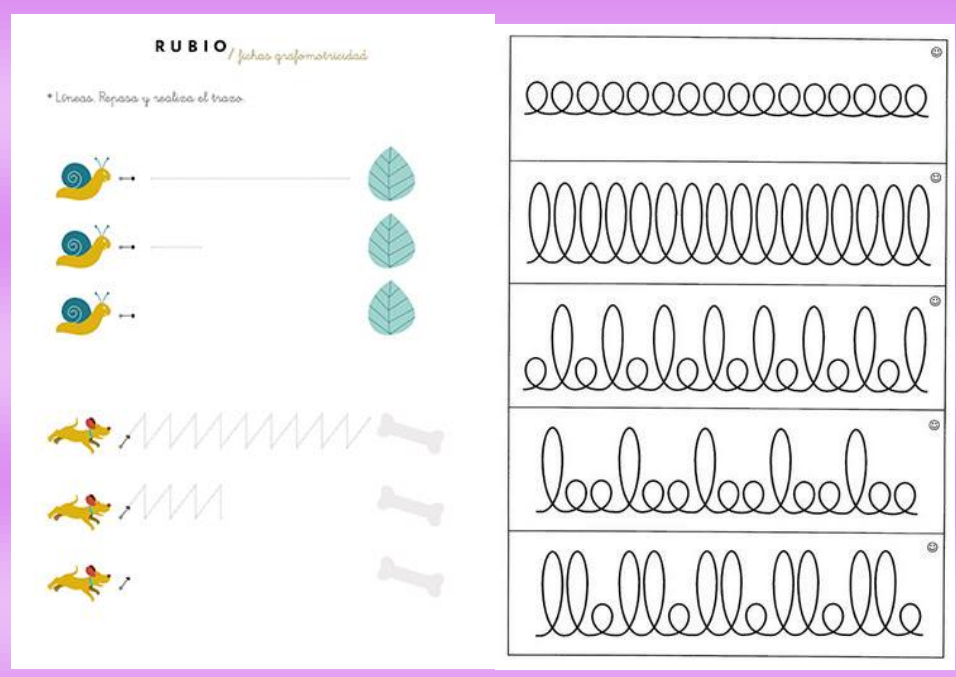 RUBIO / fichas grafomotricidad
* Líneas. Repasa y realiza el trazo.